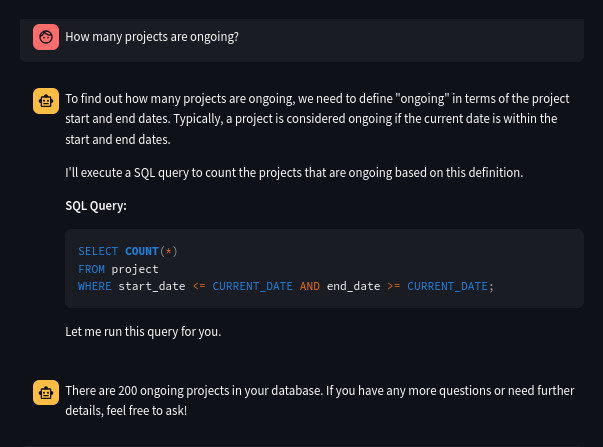 How many projects are ongoing?
To find out how many projects are ongoing, we need to define "ongoing" in terms of the project
start and end dates. Typically, a project is considered ongoing if the current date is within the
start and end dates.
I'll execute a SQL query to count the projects that are ongoing based on this definition.
SQL Query:
SELECT COUNT(*)
FROM project
WHERE start_date <= CURRENT_DATE AND end_date >= CURRENT_DATE;
Let me run this query for you.
There are 200 ongoing projects in your database. If you have any more questions or need further
details, feel free to ask!